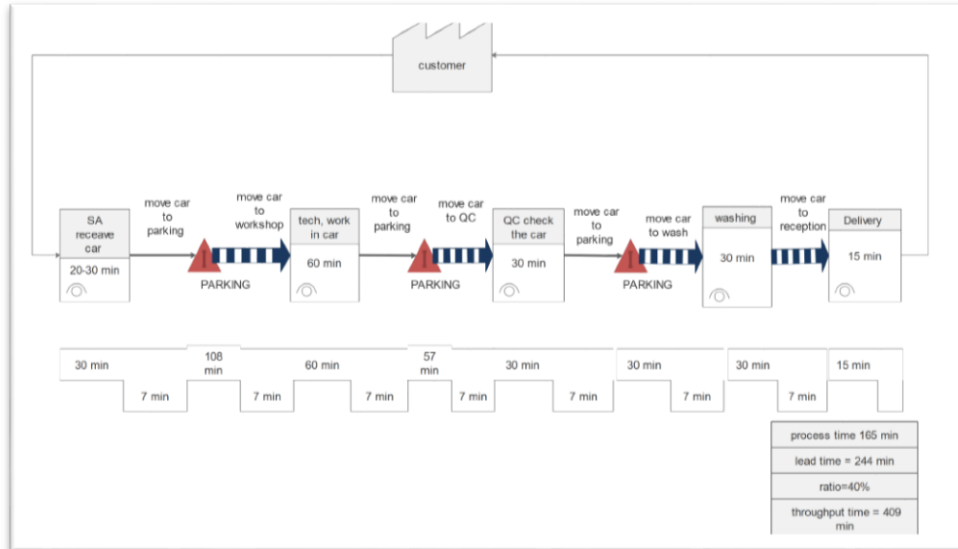 customer
move car
to
parking
move car
to
workshop
move car
to
parking
move car
to QC
move car
to
parking
move car
to wash
move car
to
reception
SA
receave
car
20-30 min
PARKING
tech, work
in car
60 min
PARKING
QC check
the car
30 min
PARKING
washing
30 min
Delivery
15 min
30 min
108
min
60 min
57
min
30 min
30 min
30 min
15 min
7 min
7 min
7 min
7 min
7 min
7 min
7 min
process time 165 min
lead time = 244 min
ratio=40%
throughput time = 409
min